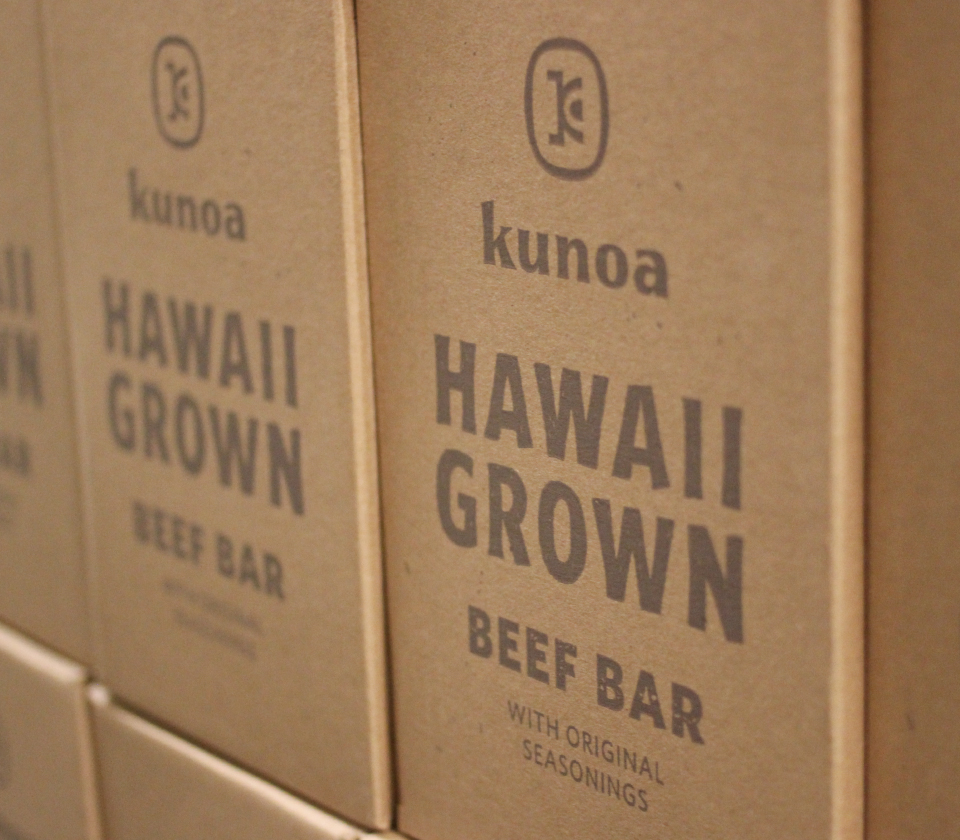 kunoa
HAWAII
GROWN
BEEF BAR
WITH ORIGINAL
SEASONINGS
kunoa
HAWAII
GROWN
BEEF BAR